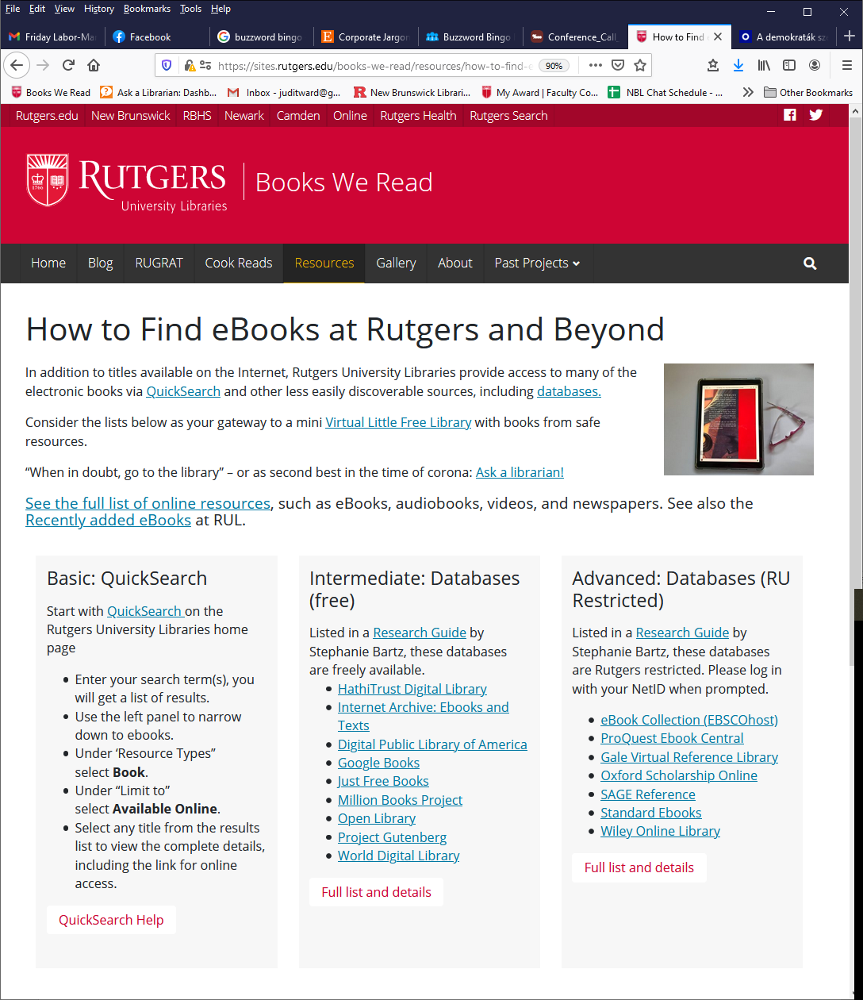 File Edit View History Bookmarks Tools Help
Friday Labor-Ma
Facebook
buzzword bingo
Corporate Jargon
Buzzword Bingo
Conference_Call_
How to Find
A demokraták sz
https://sites.rutgers.edu/books-we-read/resources/how-to-find-e
90%
Books We Read
Ask a Librarian: Dashb...
Inbox - juditward@g...
New Brunswick Librari...
My Award | Faculty Co...
NBL Chat Schedule - ...
Other Bookmarks
Rutgers.edu New Brunswick RBHS Newark Camden Online Rutgers Health Rutgers Search
1766
RUTGERS
University Libraries
Books We Read
Home Blog RUGRAT Cook Reads Resources Gallery About Past Projects
How to Find eBooks at Rutgers and Beyond
In addition to titles available on the Internet, Rutgers University Libraries provide access to many of the
electronic books via QuickSearch and other less easily discoverable sources, including databases.
Consider the lists below as your gateway to a mini Virtual Little Free Library with books from safe
resources.
“When in doubt, go to the library” – or as second best in the time of corona: Ask a librarian!
See the full list of online resources, such as eBooks, audiobooks, videos, and newspapers. See also the
Recently added eBooks at RUL.
Basic: QuickSearch
Start with QuickSearch on the
Rutgers University Libraries home
page
• Enter your search term(s), you
will get a list of results.
• Use the left panel to narrow
down to ebooks.
• Under ‘Resource Types”
select Book.
• Under “Limit to”
select Available Online.
• Select any title from the results
list to view the complete details,
including the link for online
access.
QuickSearch Help
Intermediate: Databases
(free)
Listed in a Research Guide by
Stephanie Bartz, these databases
are freely available.
• HathiTrust Digital Library
• Internet Archive: Ebooks and
Texts
• Digital Public Library of America
• Google Books
• Just Free Books
• Million Books Project
• Open Library
• Project Gutenberg
• World Digital Library
Full list and details
Advanced: Databases (RU
Restricted)
Listed in a Research Guide by
Stephanie Bartz, these databases
are Rutgers restricted. Please log in
with your NetID when prompted.
• eBook Collection (EBSCOhost)
• ProQuest Ebook Central
• Gale Virtual Reference Library
• Oxford Scholarship Online
• SAGE Reference
• Standard Ebooks
• Wiley Online Library
Full list and details